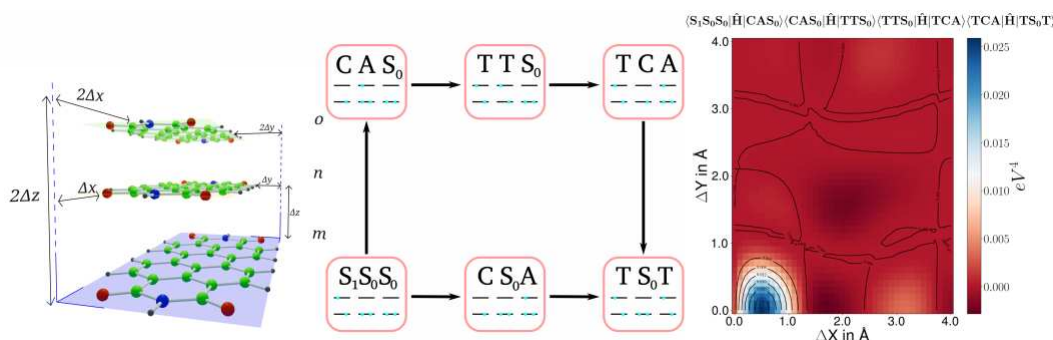 2Δx
2Δy
2Δz
Δx
Δy
Δz
o
n
m
C A S₀
T T S₀
T C A
S₁S₀S₀
C S₀A
T S₀T
⟨S₁S₀S₀|Ĥ|CAS₀⟩⟨CAS₀|Ĥ|TTS₀⟩⟨TTS₀|Ĥ|TCA⟩⟨TCA|Ĥ|TS₀T⟩
4.0
3.0
2.0
1.0
0.0
ΔY in Å
0.0 1.0 2.0 3.0 4.0
ΔX in Å
0.025
0.020
0.015
0.010
0.005
0.000
eV⁴